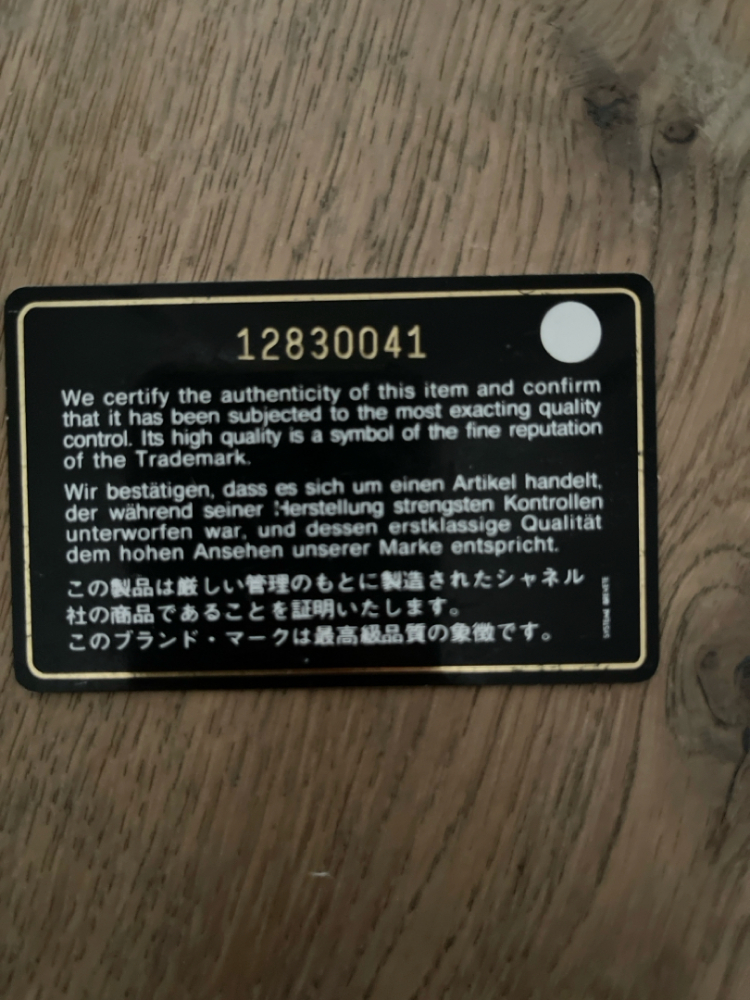 12830041
We certify the authenticity of this item and confirm
that it has been subjected to the most exacting quality
control. Its high quality is a symbol of the fine reputation
of the Trademark.
Wir bestätigen, dass es sich um einen Artikel handelt,
der während seiner Herstellung strengsten Kontrollen
unterworfen war, und dessen erstklassige Qualität
dem hohen Ansehen unserer Marke entspricht.
この製品は厳しい管理のもとに製造されたシャネル
社の商品であることを証明いたします。
このブランド・マークは最高級品質の象徴です。